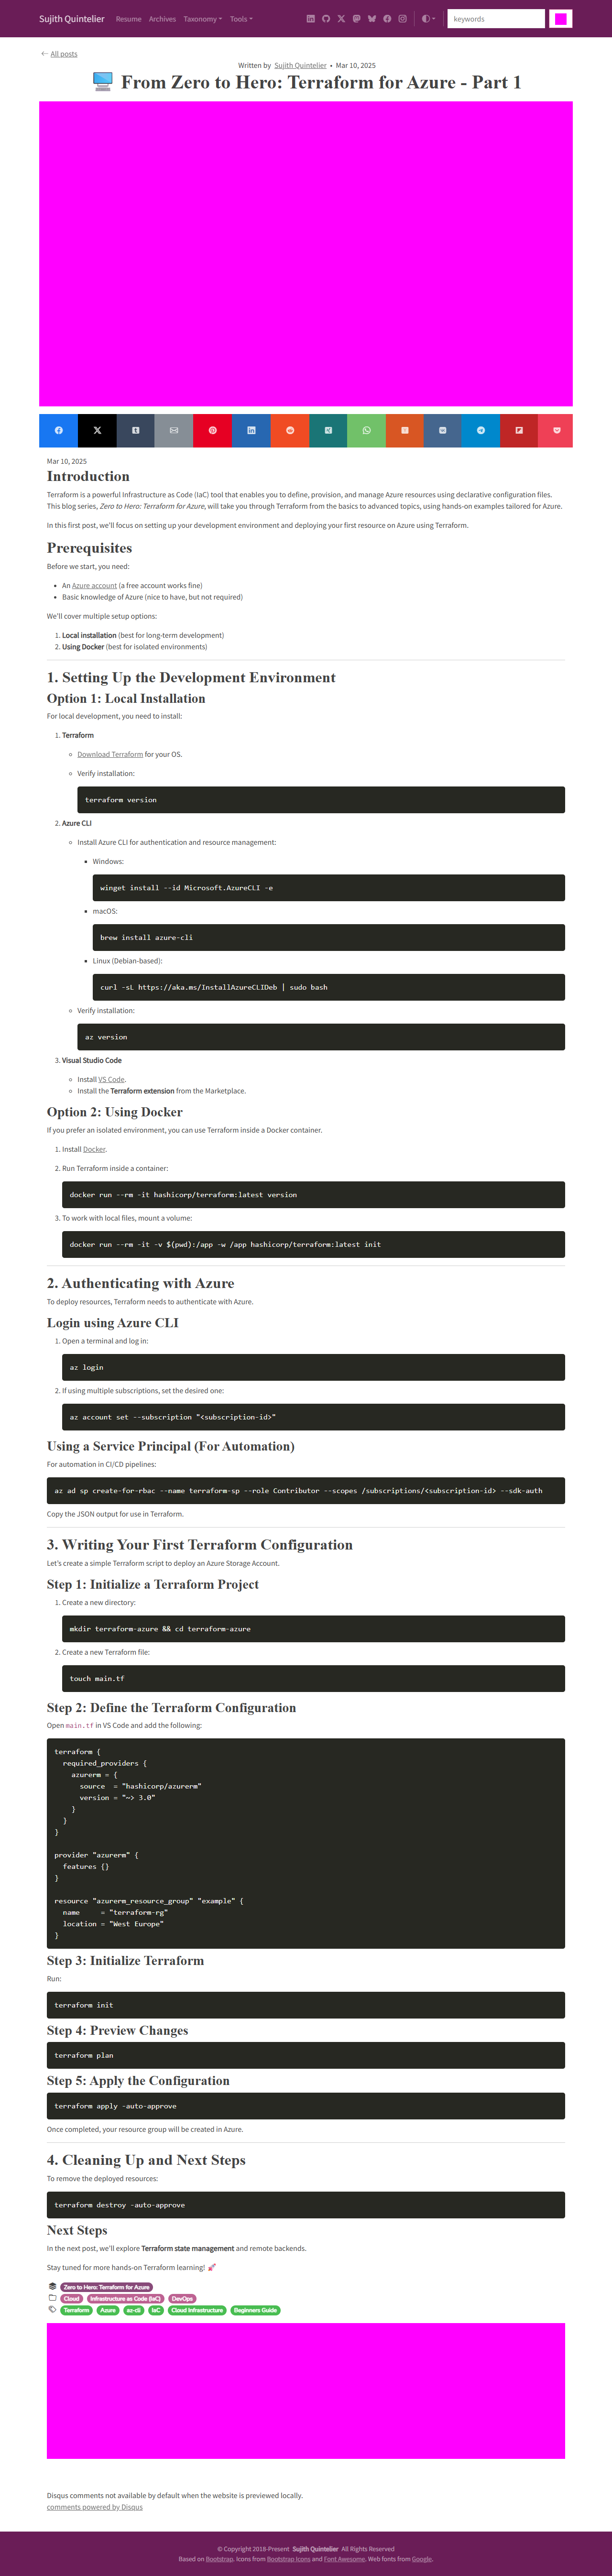 Sujith Quintelier Resume Archives Taxonomy Tools keywords
← All posts
Written by Sujith Quintelier • Mar 10, 2025
From Zero to Hero: Terraform for Azure - Part 1
Mar 10, 2025
Introduction
Terraform is a powerful Infrastructure as Code (IaC) tool that enables you to define, provision, and manage Azure resources using declarative configuration files.
This blog series, Zero to Hero: Terraform for Azure, will take you through Terraform from the basics to advanced topics, using hands-on examples tailored for Azure.
In this first post, we'll focus on setting up your development environment and deploying your first resource on Azure using Terraform.
Prerequisites
Before we start, you need:
• An Azure account (a free account works fine)
• Basic knowledge of Azure (nice to have, but not required)
We'll cover multiple setup options:
1. Local installation (best for long-term development)
2. Using Docker (best for isolated environments)
1. Setting Up the Development Environment
Option 1: Local Installation
For local development, you need to install:
1. Terraform
◦ Download Terraform for your OS.
◦ Verify installation:
terraform version
2. Azure CLI
◦ Install Azure CLI for authentication and resource management:
▪ Windows:
winget install --id Microsoft.AzureCLI -e
▪ macOS:
brew install azure-cli
▪ Linux (Debian-based):
curl -sL https://aka.ms/InstallAzureCLIDeb | sudo bash
◦ Verify installation:
az version
3. Visual Studio Code
◦ Install VS Code.
◦ Install the Terraform extension from the Marketplace.
Option 2: Using Docker
If you prefer an isolated environment, you can use Terraform inside a Docker container.
1. Install Docker.
2. Run Terraform inside a container:
docker run --rm -it hashicorp/terraform:latest version
3. To work with local files, mount a volume:
docker run --rm -it -v $(pwd):/app -w /app hashicorp/terraform:latest init
2. Authenticating with Azure
To deploy resources, Terraform needs to authenticate with Azure.
Login using Azure CLI
1. Open a terminal and log in:
az login
2. If using multiple subscriptions, set the desired one:
az account set --subscription "<subscription-id>"
Using a Service Principal (For Automation)
For automation in CI/CD pipelines:
az ad sp create-for-rbac --name terraform-sp --role Contributor --scopes /subscriptions/<subscription-id> --sdk-auth
Copy the JSON output for use in Terraform.
3. Writing Your First Terraform Configuration
Let's create a simple Terraform script to deploy an Azure Storage Account.
Step 1: Initialize a Terraform Project
1. Create a new directory:
mkdir terraform-azure && cd terraform-azure
2. Create a new Terraform file:
touch main.tf
Step 2: Define the Terraform Configuration
Open main.tf in VS Code and add the following:
terraform {
  required_providers {
    azurerm = {
      source  = "hashicorp/azurerm"
      version = "~> 3.0"
    }
  }
}
provider "azurerm" {
  features {}
}
resource "azurerm_resource_group" "example" {
  name     = "terraform-rg"
  location = "West Europe"
}
Step 3: Initialize Terraform
Run:
terraform init
Step 4: Preview Changes
terraform plan
Step 5: Apply the Configuration
terraform apply -auto-approve
Once completed, your resource group will be created in Azure.
4. Cleaning Up and Next Steps
To remove the deployed resources:
terraform destroy -auto-approve
Next Steps
In the next post, we'll explore Terraform state management and remote backends.
Stay tuned for more hands-on Terraform learning! 🚀
Zero to Hero: Terraform for Azure
Cloud Infrastructure as Code (IaC) DevOps
Terraform Azure az-cli IaC Cloud Infrastructure Beginners Guide
Disqus comments not available by default when the website is previewed locally.
comments powered by Disqus
© Copyright 2018-Present Sujith Quintelier All Rights Reserved
Based on Bootstrap. Icons from Bootstrap Icons and Font Awesome. Web fonts from Google.